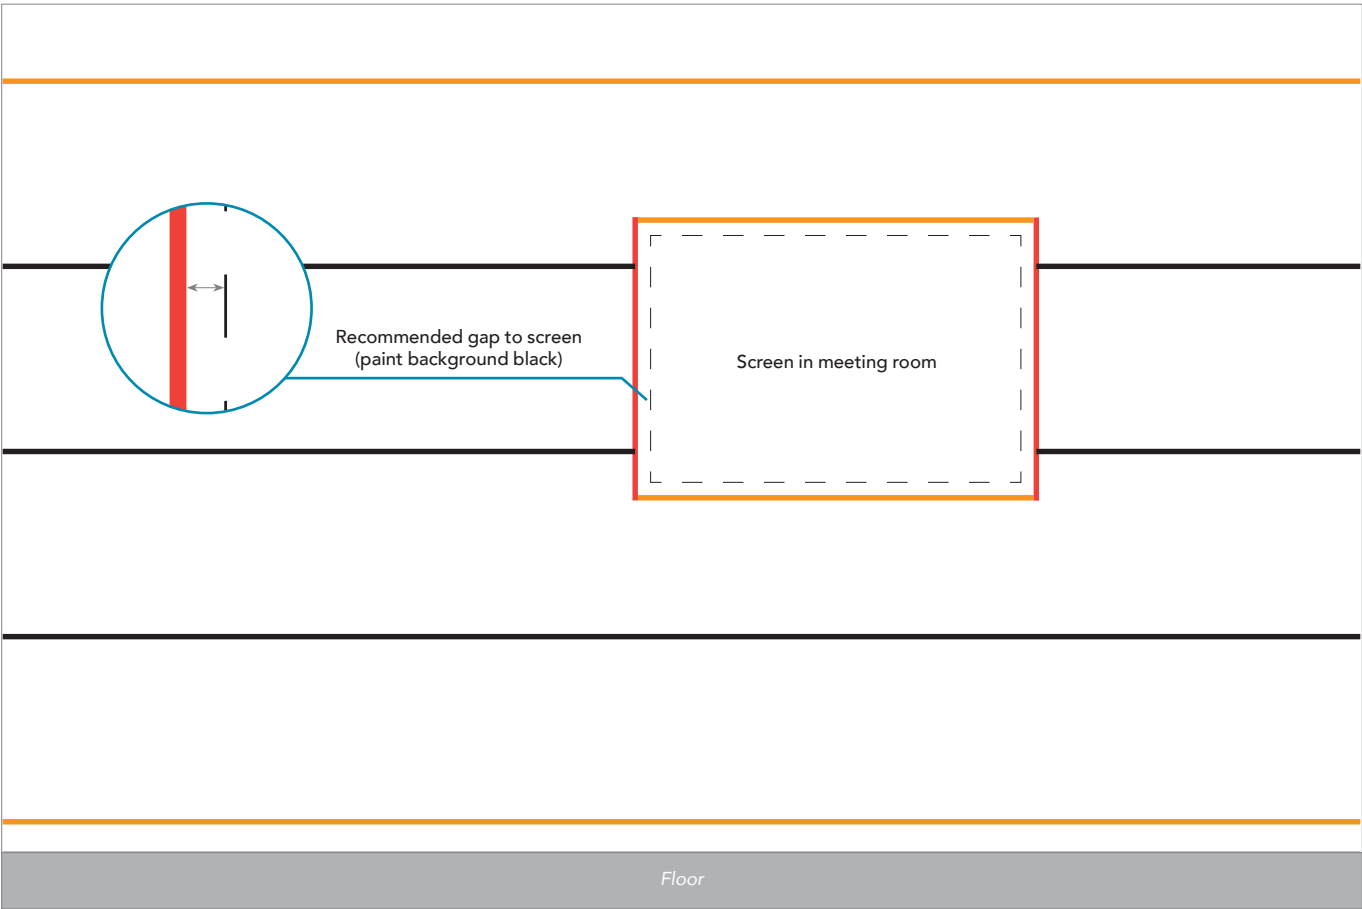 Recommended gap to screen
(paint background black)
Screen in meeting room
Floor